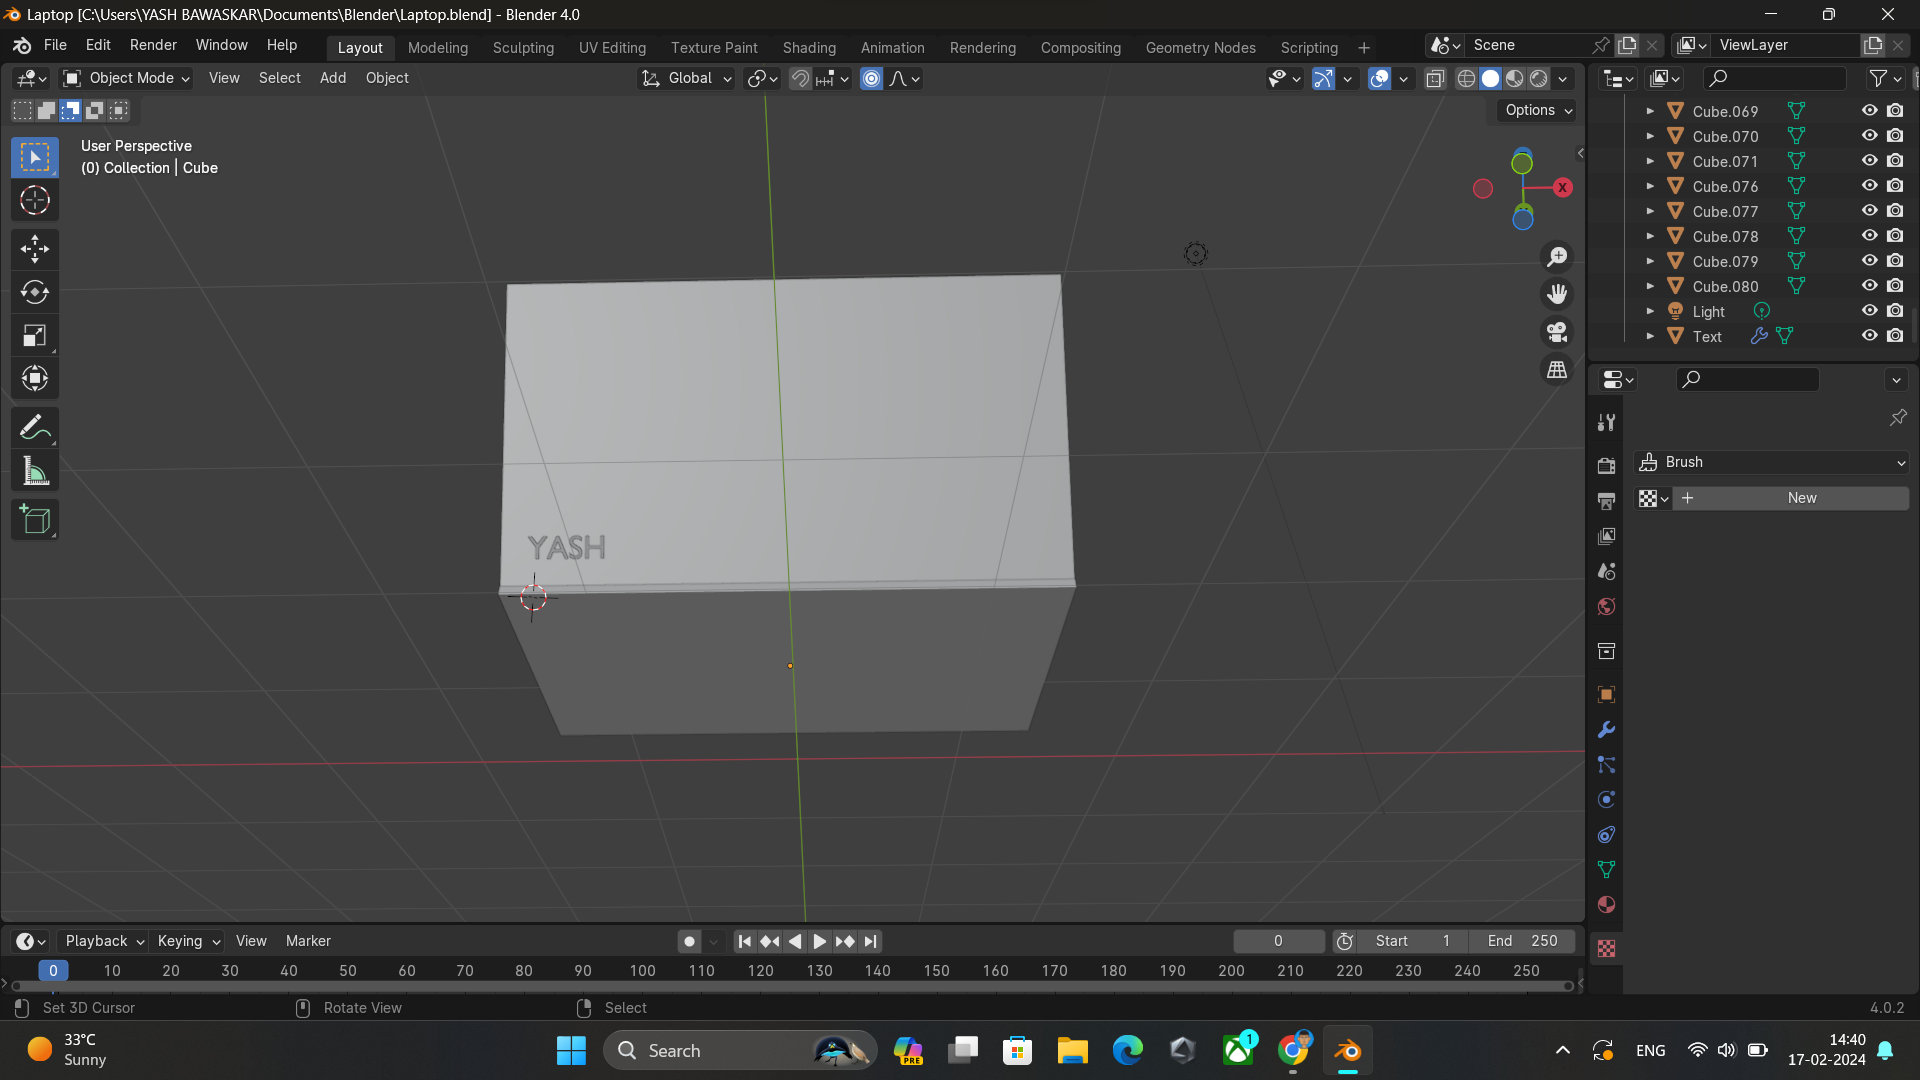 Laptop [C:\Users\YASH BAWASKAR\Documents\Blender\Laptop.blend] - Blender 4.0
File Edit Render Window Help Layout Modeling Sculpting UV Editing Texture Paint Shading Animation Rendering Compositing Geometry Nodes Scripting + Scene ViewLayer
Object Mode View Select Add Object Global
Options
User Perspective
(0) Collection | Cube
X
YASH
Cube.069
Cube.070
Cube.071
Cube.076
Cube.077
Cube.078
Cube.079
Cube.080
Light
Text
Brush
+ New
Playback Keying View Marker 0 Start 1 End 250
0 10 20 30 40 50 60 70 80 90 100 110 120 130 140 150 160 170 180 190 200 210 220 230 240 250
Set 3D Cursor Rotate View Select 4.0.2
33°C
Sunny
Search
PRE
1
ENG
14:40
17-02-2024